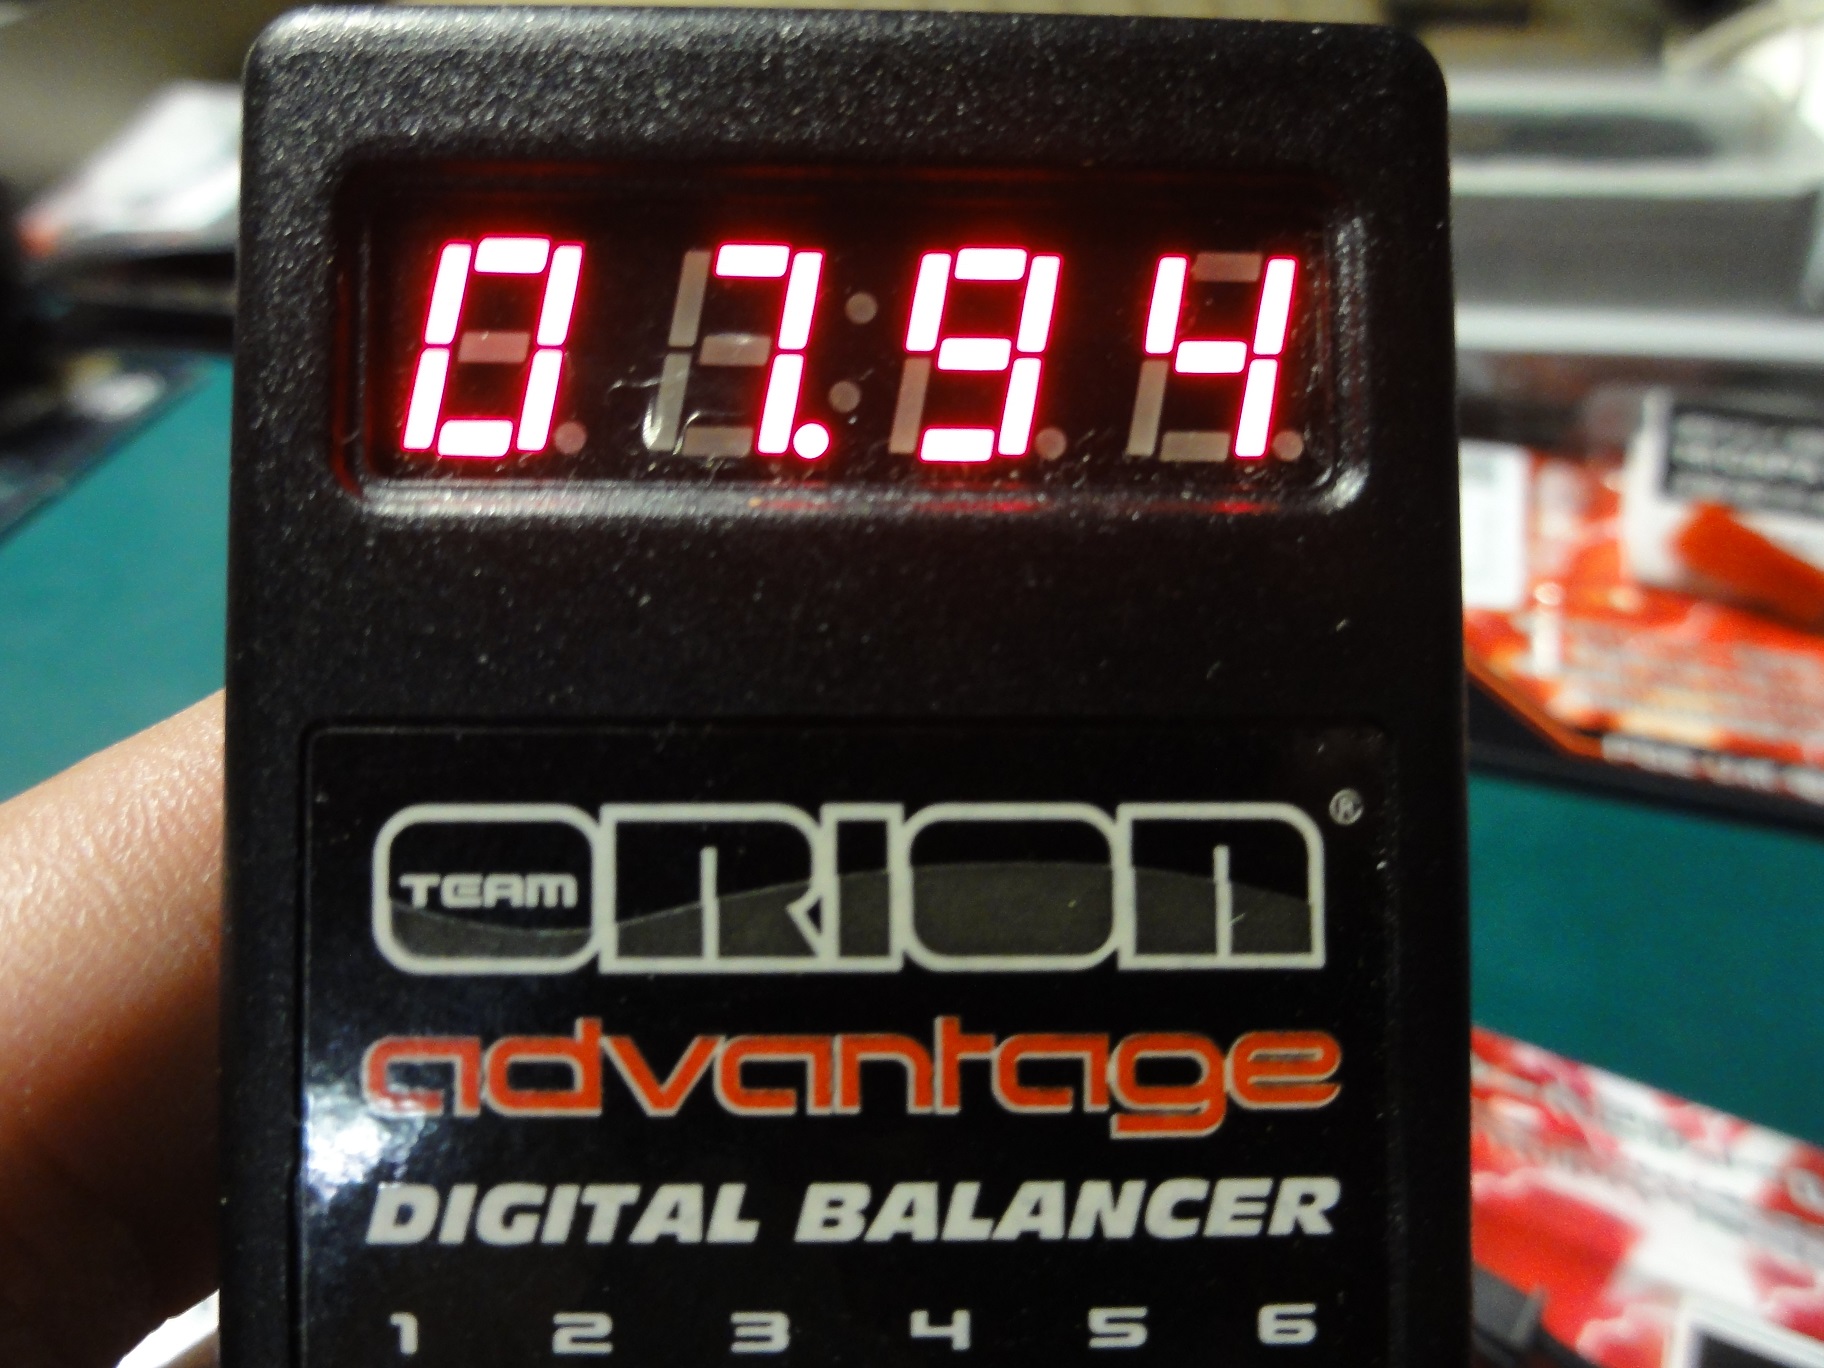 07.94
TEAM ORION®
advantage
DIGITAL BALANCER
1 2 3 4 5 6